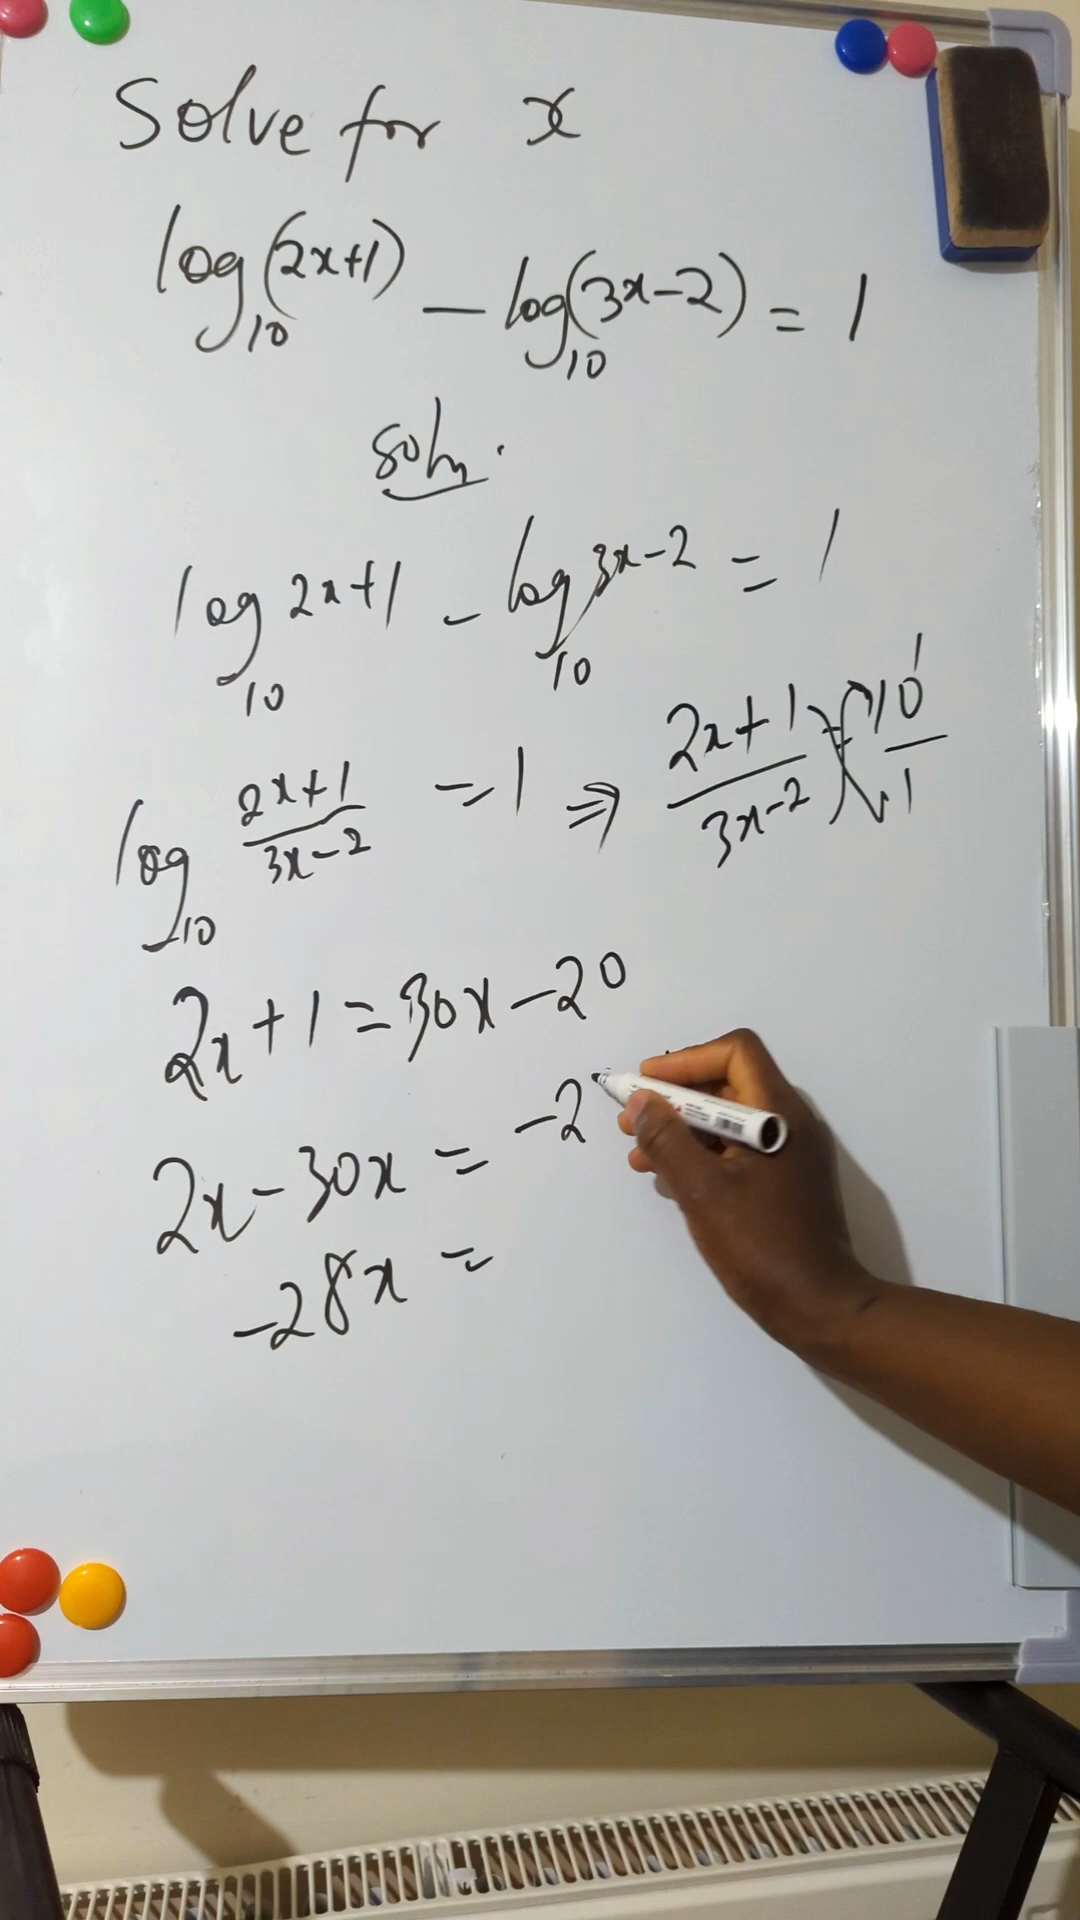 Solve for x
log₁₀(2x+1) − log₁₀(3x−2) = 1
soln.
log₁₀ 2x+1 − log₁₀ 3x−2 = 1
log₁₀ (2x+1)/(3x−2) = 1 ⇒ (2x+1)/(3x−2) = 10¹/1
2x+1 = 30x−20
2x−30x = −2
−28x =